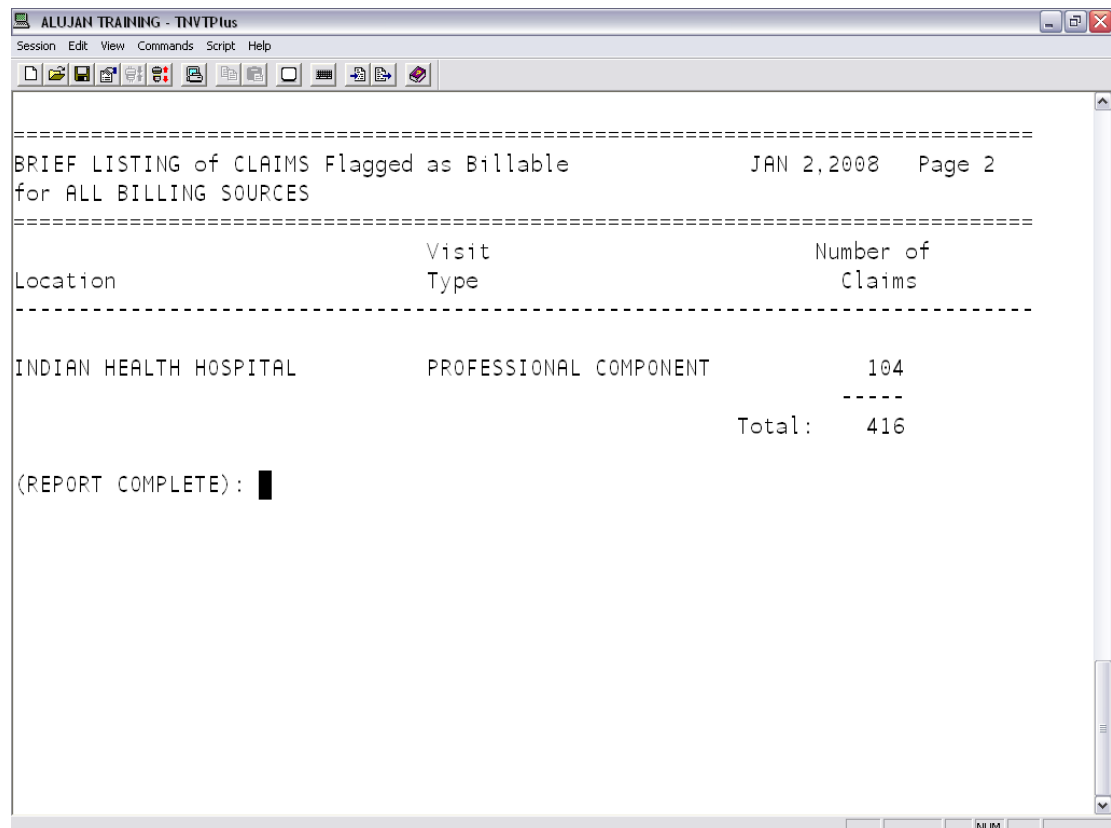 ALUJAN TRAINING - TNVTPlus
Session Edit View Commands Script Help
================================================================================
BRIEF LISTING of CLAIMS Flagged as Billable JAN 2,2008 Page 2
for ALL BILLING SOURCES
================================================================================
Visit Number of
Location Type Claims
--------------------------------------------------------------------------------
INDIAN HEALTH HOSPITAL PROFESSIONAL COMPONENT 104
-----
Total: 416
(REPORT COMPLETE):
NUM